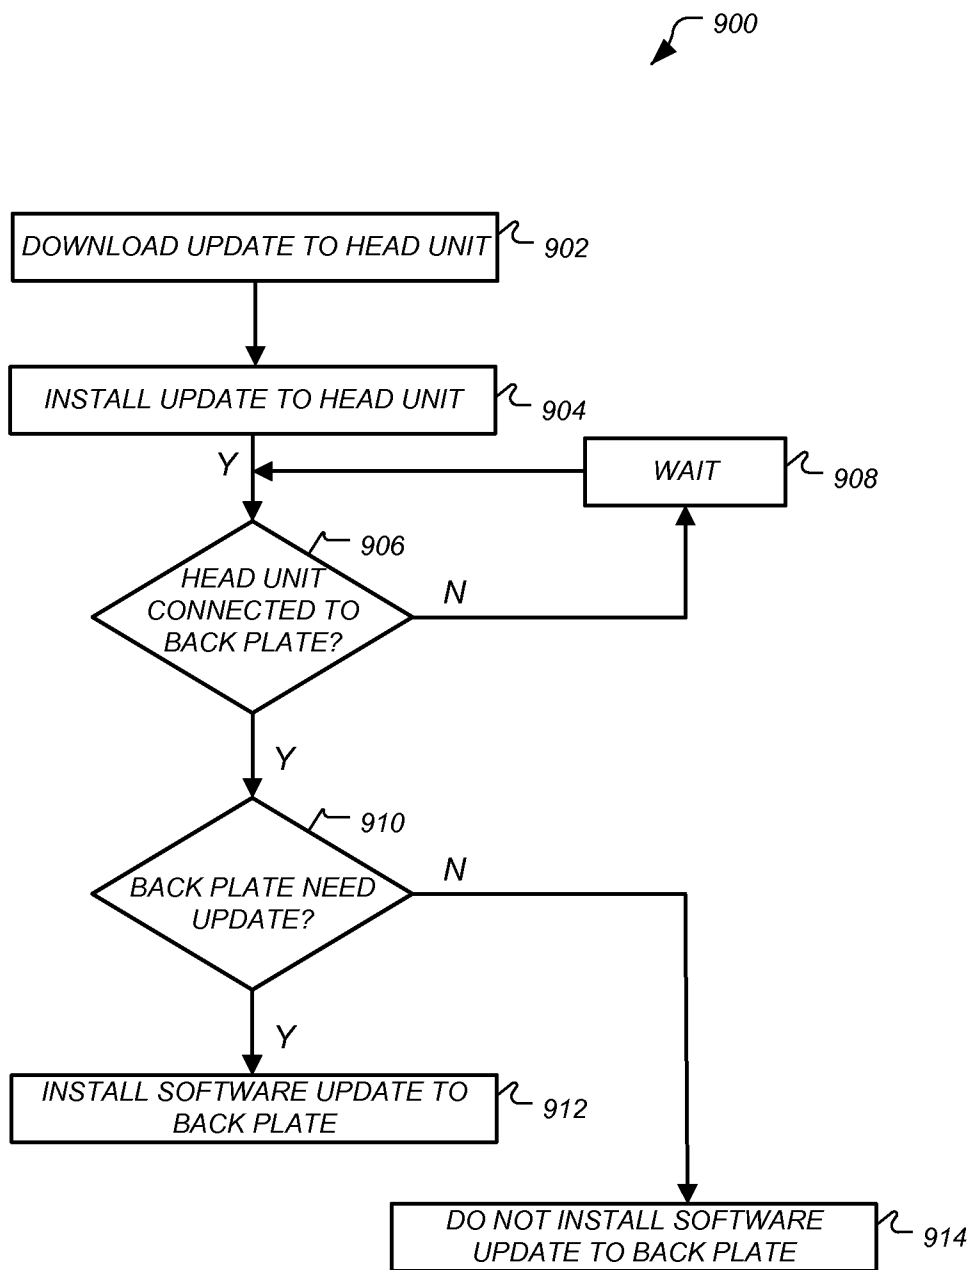 900
DOWNLOAD UPDATE TO HEAD UNIT
902
INSTALL UPDATE TO HEAD UNIT
904
Y
WAIT
908
906
HEAD UNIT
CONNECTED TO
BACK PLATE?
N
Y
910
BACK PLATE NEED
UPDATE?
N
Y
INSTALL SOFTWARE UPDATE TO
BACK PLATE
912
DO NOT INSTALL SOFTWARE
UPDATE TO BACK PLATE
914